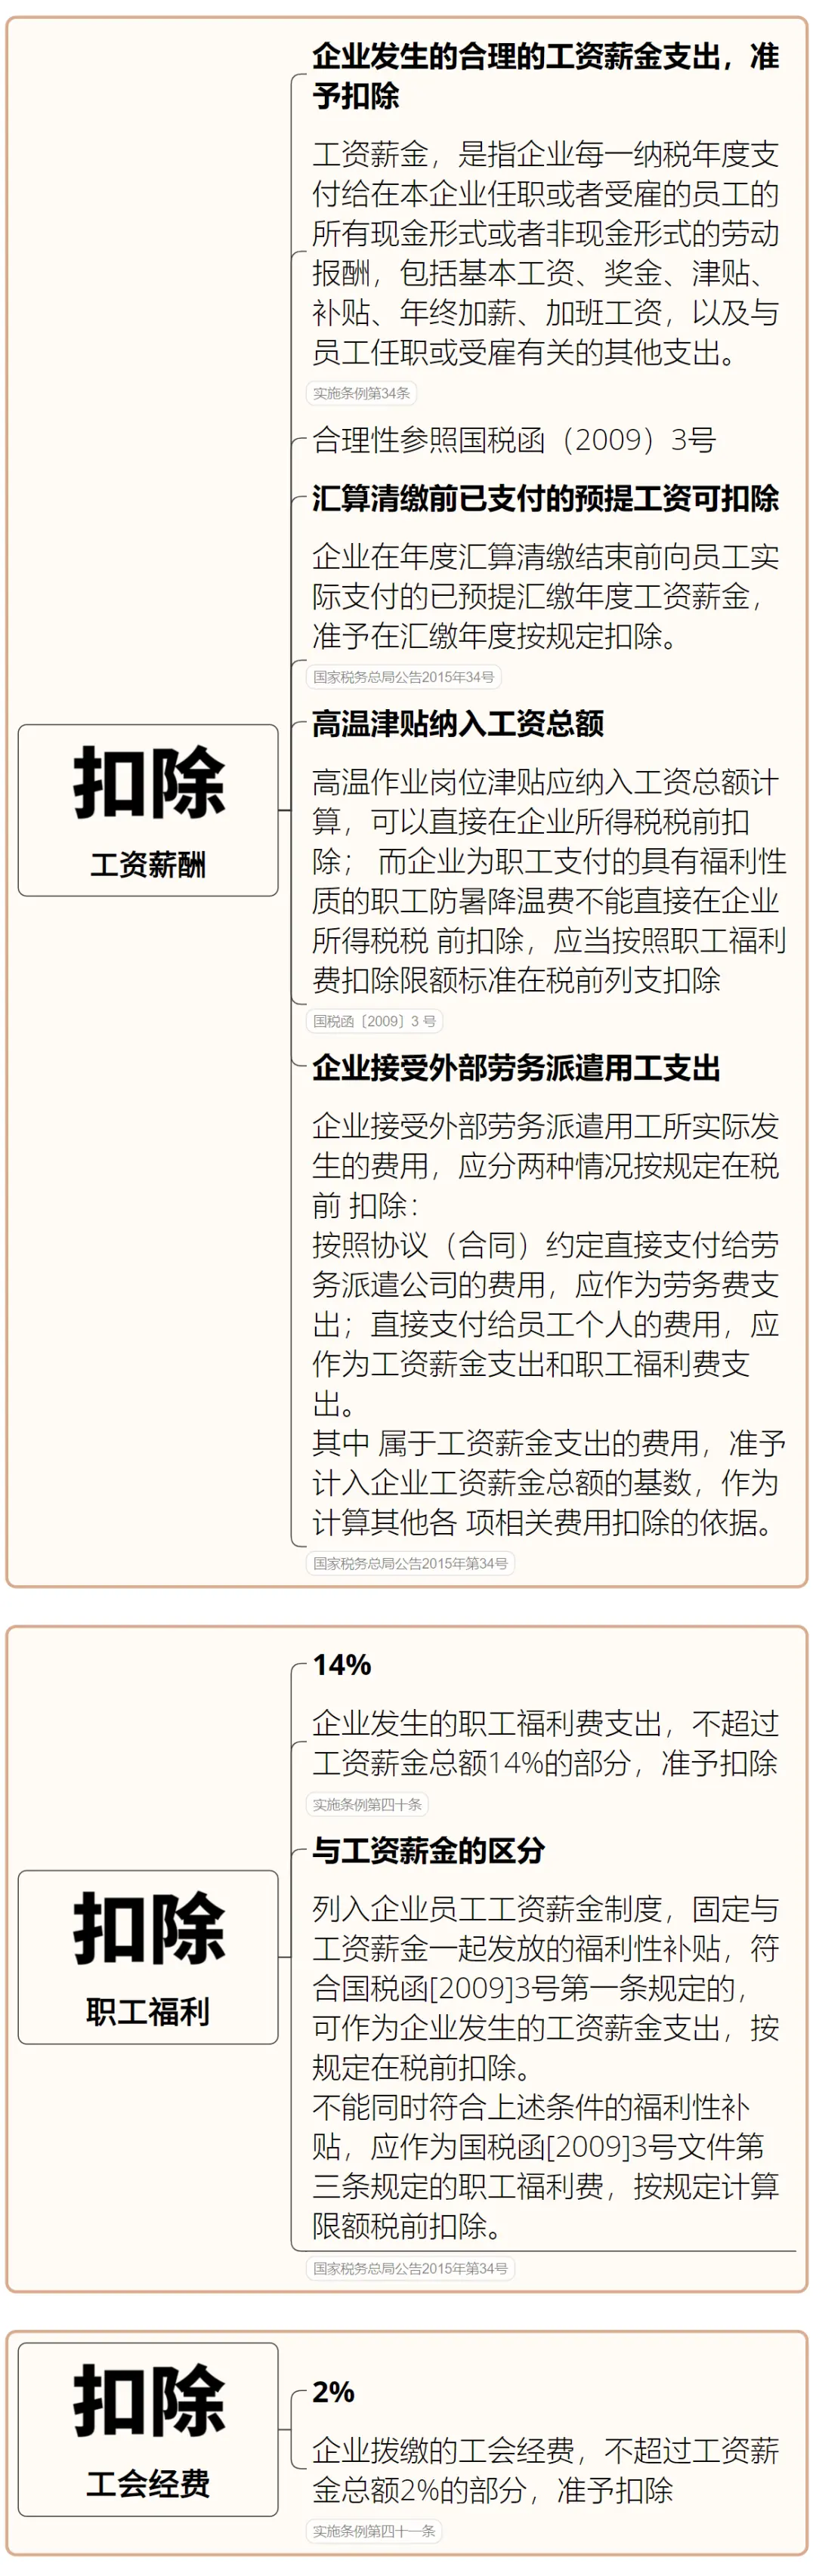 企业发生的合理的工资薪金支出，准
予扣除
工资薪金，是指企业每一纳税年度支
付给在本企业任职或者受雇的员工的
所有现金形式或者非现金形式的劳动
报酬，包括基本工资、奖金、津贴、
补贴、年终加薪、加班工资，以及与
员工任职或受雇有关的其他支出。
实施条例第34条
合理性参照国税函（2009）3号
汇算清缴前已支付的预提工资可扣除
企业在年度汇算清缴结束前向员工实
际支付的已预提汇缴年度工资薪金，
准予在汇缴年度按规定扣除。
国家税务总局公告2015年34号
高温津贴纳入工资总额
扣除
工资薪酬
高温作业岗位津贴应纳入工资总额计
算，可以直接在企业所得税税前扣
除； 而企业为职工支付的具有福利性
质的职工防暑降温费不能直接在企业
所得税税 前扣除，应当按照职工福利
费扣除限额标准在税前列支扣除
国税函〔2009〕3 号
企业接受外部劳务派遣用工支出
企业接受外部劳务派遣用工所实际发
生的费用，应分两种情况按规定在税
前 扣除：
按照协议（合同）约定直接支付给劳
务派遣公司的费用，应作为劳务费支
出；直接支付给员工个人的费用，应
作为工资薪金支出和职工福利费支
出。
其中 属于工资薪金支出的费用，准予
计入企业工资薪金总额的基数，作为
计算其他各 项相关费用扣除的依据。
国家税务总局公告2015年第34号
14%
企业发生的职工福利费支出，不超过
工资薪金总额14%的部分，准予扣除
实施条例第四十条
与工资薪金的区分
扣除
职工福利
列入企业员工工资薪金制度，固定与
工资薪金一起发放的福利性补贴，符
合国税函[2009]3号第一条规定的，
可作为企业发生的工资薪金支出，按
规定在税前扣除。
不能同时符合上述条件的福利性补
贴，应作为国税函[2009]3号文件第
三条规定的职工福利费，按规定计算
限额税前扣除。
国家税务总局公告2015年第34号
扣除
工会经费
2%
企业拨缴的工会经费，不超过工资薪
金总额2%的部分，准予扣除
实施条例第四十一条